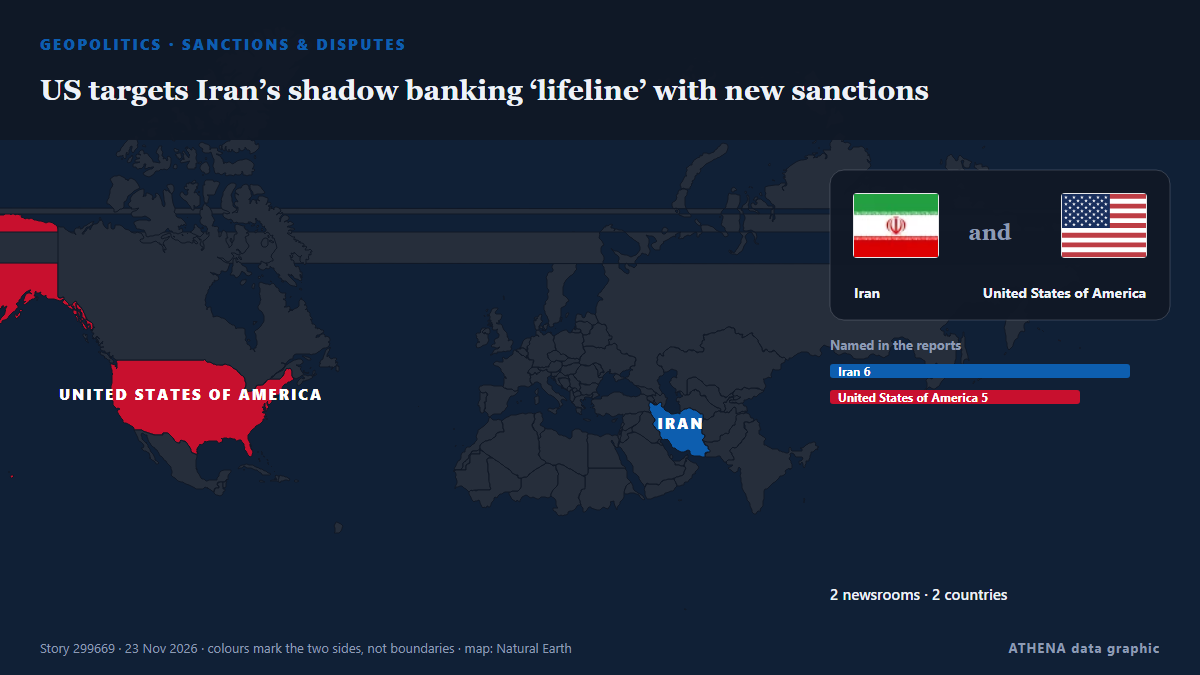 GEOPOLITICS · SANCTIONS & DISPUTES
US targets Iran’s shadow banking ‘lifeline’ with new sanctions
and
Iran
United States of America
Named in the reports
Iran 6
United States of America 5
UNITED STATES OF AMERICA
IRAN
2 newsrooms · 2 countries
Story 299669 · 23 Nov 2026 · colours mark the two sides, not boundaries · map: Natural Earth
ATHENA data graphic